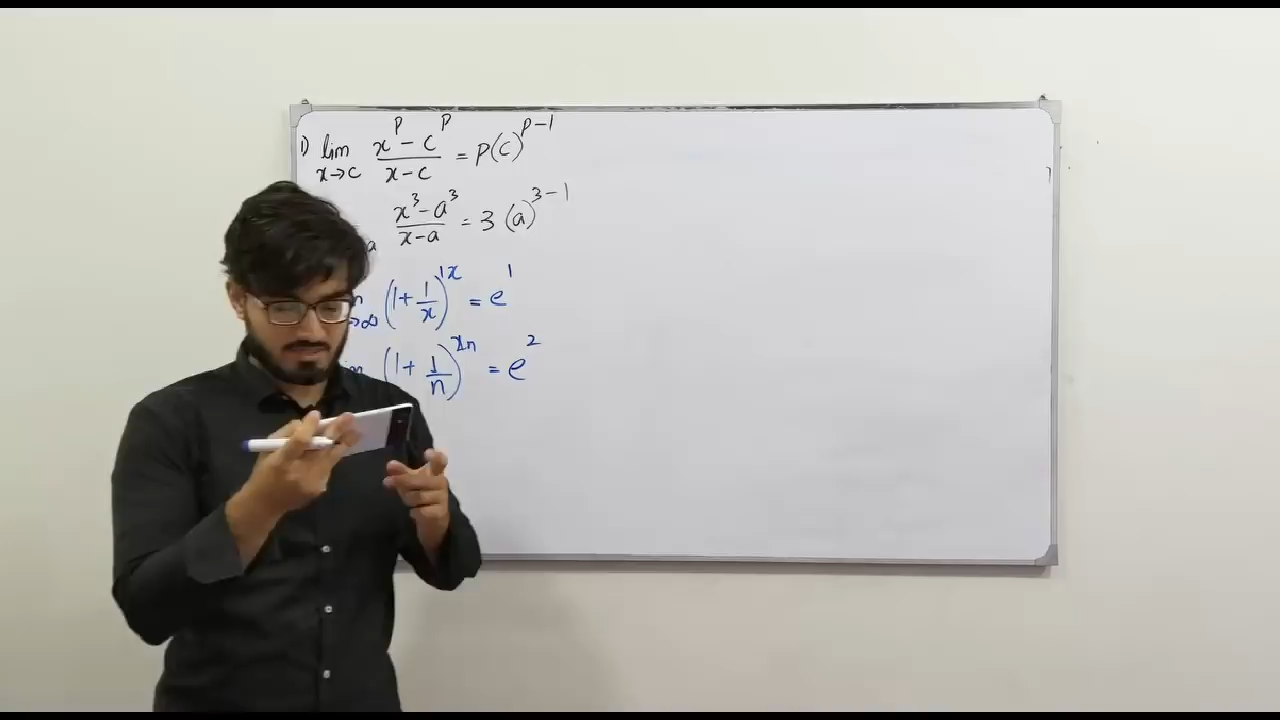 1) lim x→c (x^p - c^p)/(x-c) = p(c)^(p-1)
(x^3 - a^3)/(x-a) = 3(a)^(3-1)
(1+1/x)^(1x) = e^1
(1+1/n)^(2n) = e^2